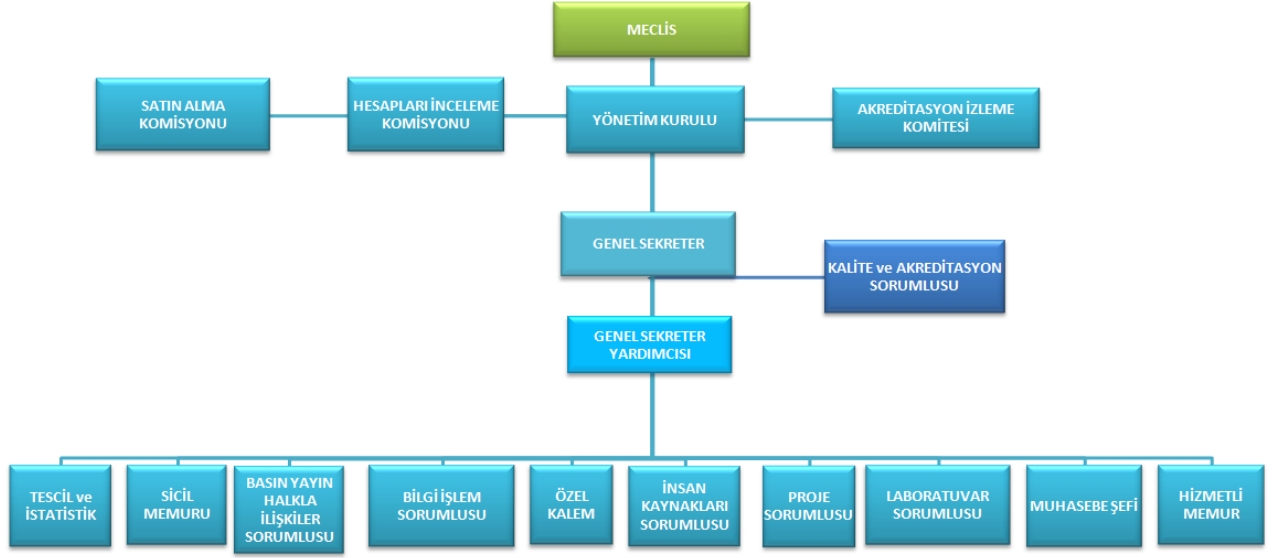 MECLİS
SATIN ALMA
KOMİSYONU
HESAPLARI İNCELEME
KOMİSYONU
YÖNETİM KURULU
AKREDİTASYON İZLEME
KOMİTESİ
GENEL SEKRETER
KALİTE ve AKREDİTASYON
SORUMLUSU
GENEL SEKRETER
YARDIMCISI
TESCİL ve
İSTATİSTİK
SİCİL
MEMURU
BASIN YAYIN
HALKLA
İLİŞKİLER
SORUMLUSU
BİLGİ İŞLEM
SORUMLUSU
ÖZEL
KALEM
İNSAN
KAYNAKLARI
SORUMLUSU
PROJE
SORUMLUSU
LABORATUVAR
SORUMLUSU
MUHASEBE ŞEFİ
HİZMETLİ
MEMUR